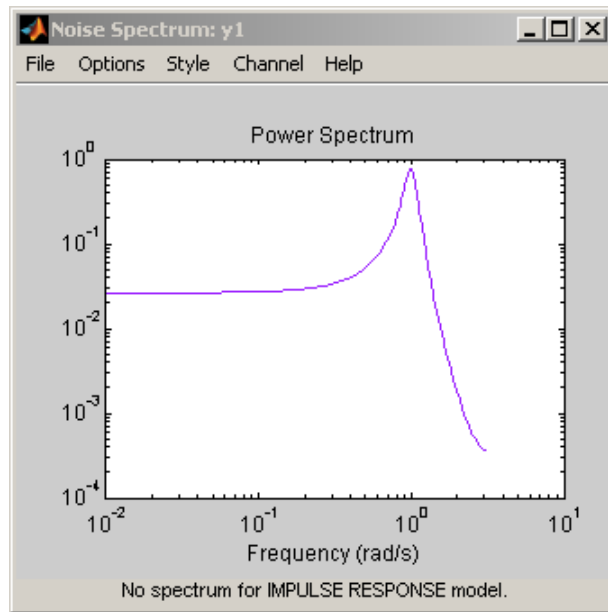 Noise Spectrum: y1
File Options Style Channel Help
Power Spectrum
10^0
10^-1
10^-2
10^-3
10^-4
10^-2 10^-1 10^0 10^1
Frequency (rad/s)
No spectrum for IMPULSE RESPONSE model.